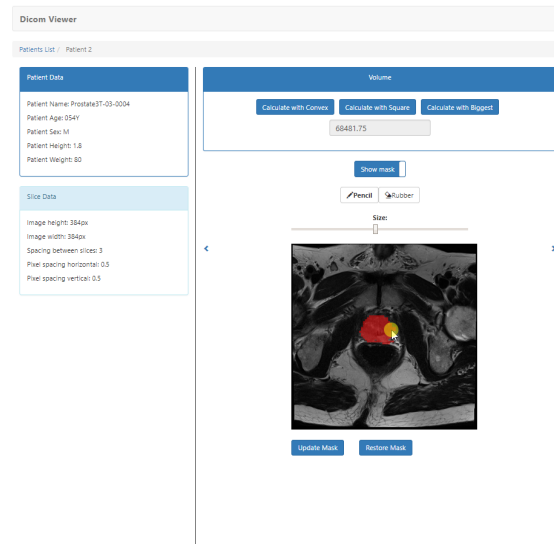 Dicom Viewer
Patients List / Patient 2
Patient Data
Patient Name: Prostate3T-03-0004
Patient Age: 054Y
Patient Sex: M
Patient Height: 1.8
Patient Weight: 80
Slice Data
Image height: 384px
Image width: 384px
Spacing between slices: 3
Pixel spacing horizontal: 0.5
Pixel spacing vertical: 0.5
Volume
Calculate with Convex Calculate with Square Calculate with Biggest
68481.75
Show mask
Pencil Rubber
Size:
Update Mask Restore Mask